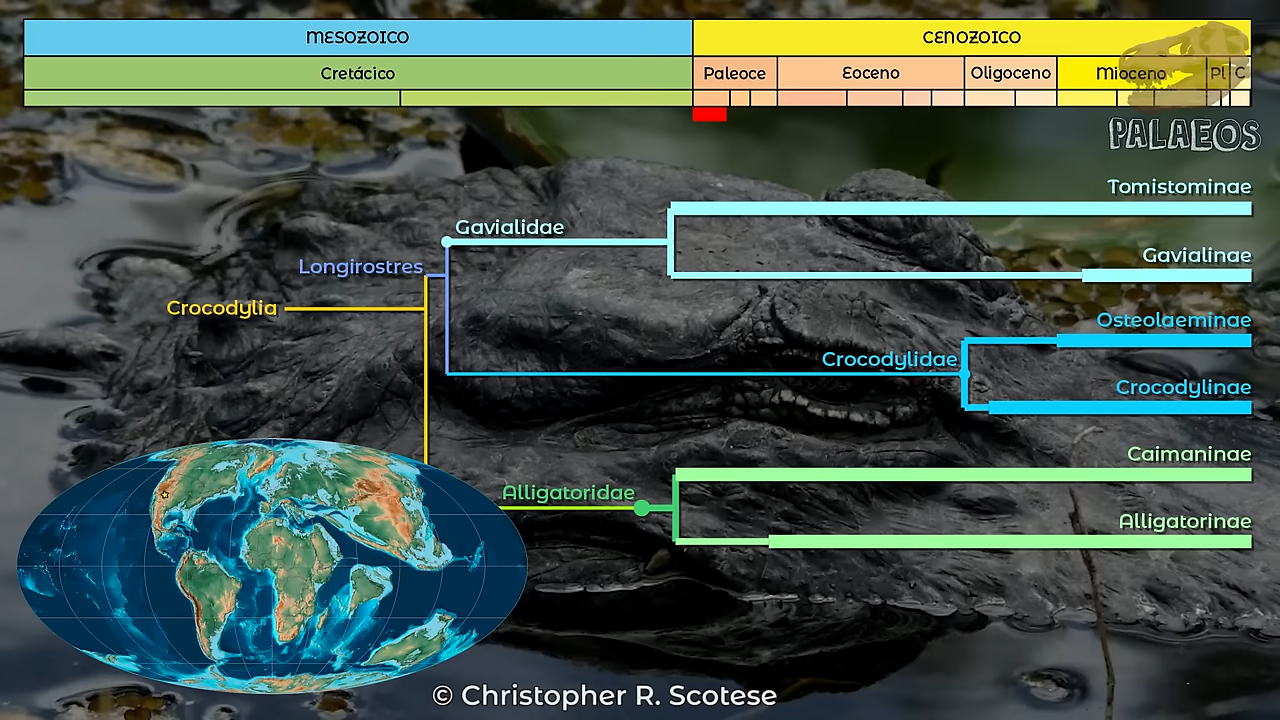 MESOZOICO
CENOZOICO
Cretácico
Paleoce
Eoceno
Oligoceno
Mioceno
Pl
C
PALAEOS
Tomistominae
Gavialidae
Gavialinae
Longirostres
Crocodylia
Osteolaeminae
Crocodylidae
Crocodylinae
Caimaninae
Alligatoridae
Alligatorinae
© Christopher R. Scotese